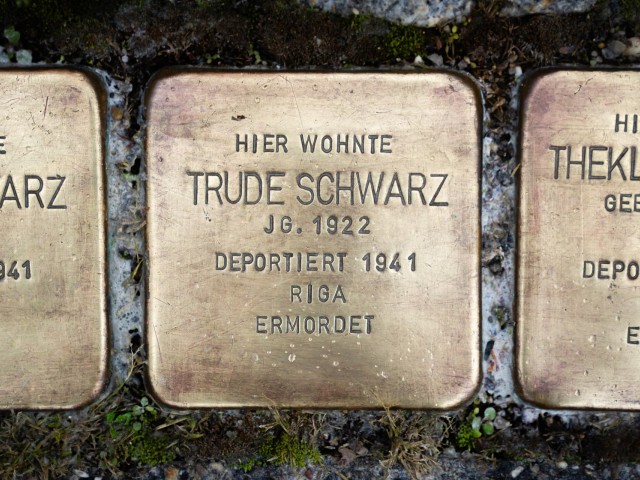 HIER WOHNTE
TRUDE SCHWARZ
JG. 1922
DEPORTIERT 1941
RIGA
ERMORDET